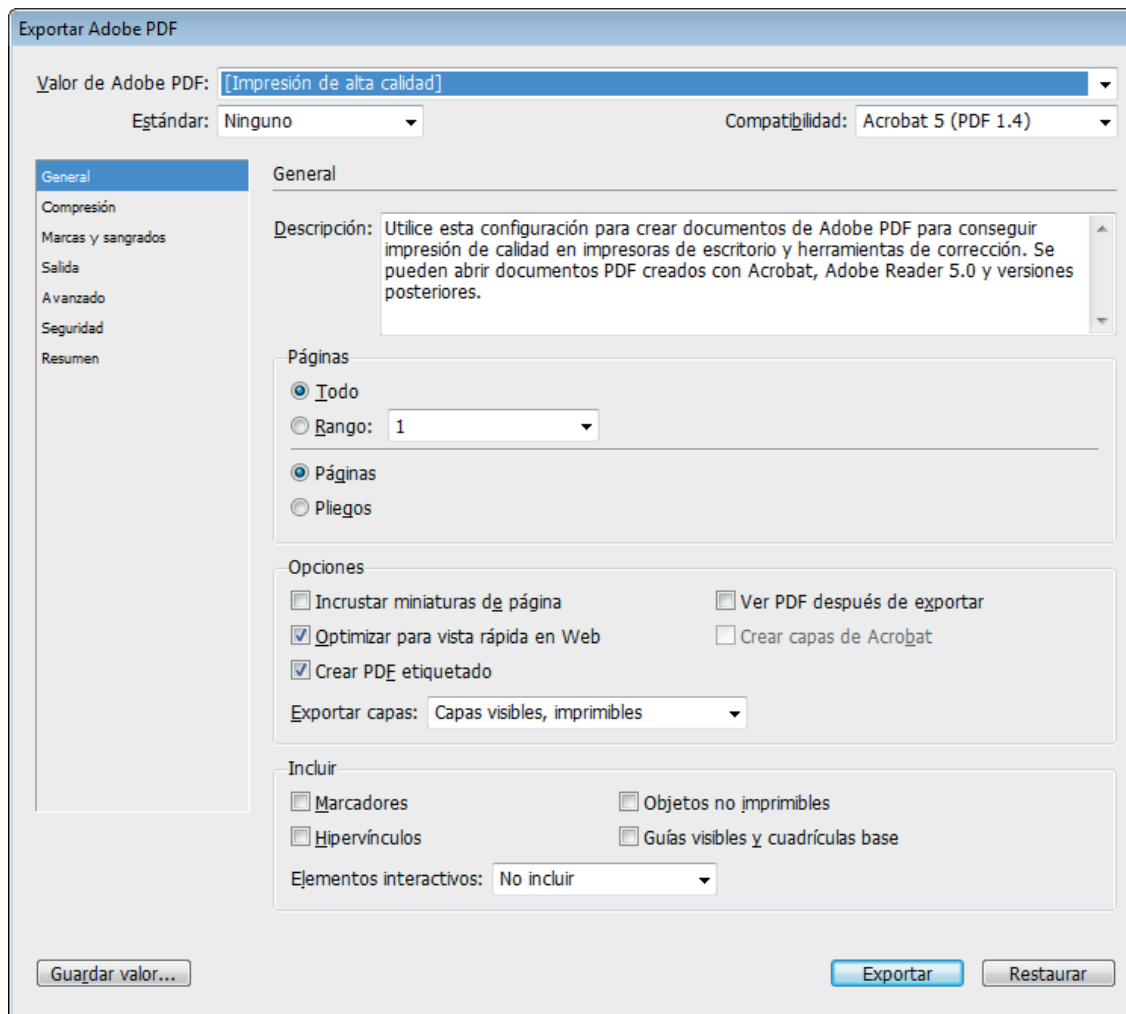 Exportar Adobe PDF
Valor de Adobe PDF: [Impresión de alta calidad]
Estándar: Ninguno
Compatibilidad: Acrobat 5 (PDF 1.4)
General
Compresión
Marcas y sangrados
Salida
Avanzado
Seguridad
Resumen
General
Descripción: Utilice esta configuración para crear documentos de Adobe PDF para conseguir
impresión de calidad en impresoras de escritorio y herramientas de corrección. Se
pueden abrir documentos PDF creados con Acrobat, Adobe Reader 5.0 y versiones
posteriores.
Páginas
Todo
Rango: 1
Páginas
Pliegos
Opciones
Incrustar miniaturas de página
Ver PDF después de exportar
Optimizar para vista rápida en Web
Crear capas de Acrobat
Crear PDF etiquetado
Exportar capas: Capas visibles, imprimibles
Incluir
Marcadores
Objetos no imprimibles
Hipervínculos
Guías visibles y cuadrículas base
Elementos interactivos: No incluir
Guardar valor...
Exportar
Restaurar